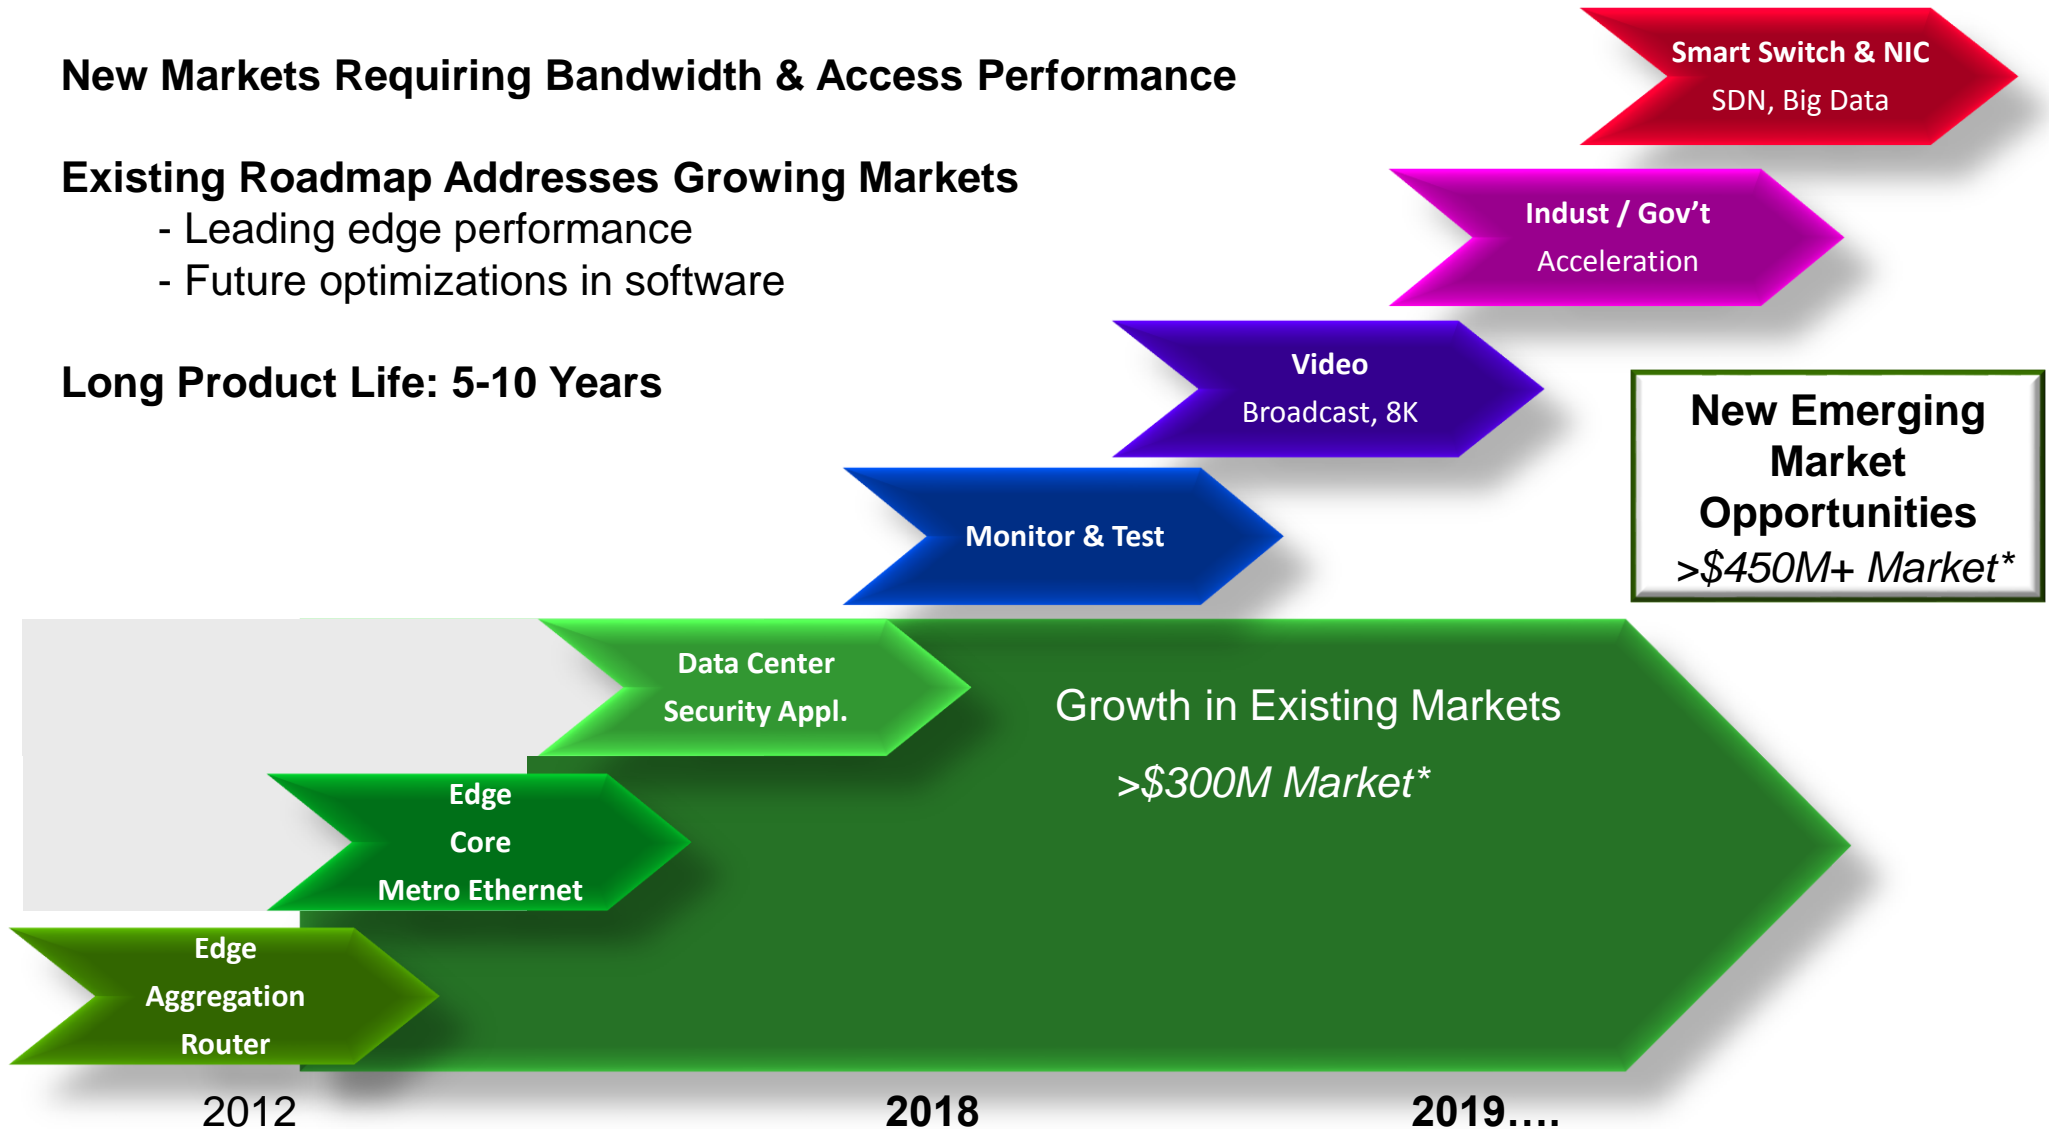 New Markets Requiring Bandwidth & Access Performance
Existing Roadmap Addresses Growing Markets
- Leading edge performance
- Future optimizations in software
Long Product Life: 5-10 Years
Smart Switch & NIC
SDN, Big Data
Indust / Gov’t
Acceleration
Video
Broadcast, 8K
Monitor & Test
New Emerging
Market
Opportunities
>$450M+ Market*
Data Center
Security Appl.
Growth in Existing Markets
>$300M Market*
Edge
Core
Metro Ethernet
Edge
Aggregation
Router
2012
2018
2019....